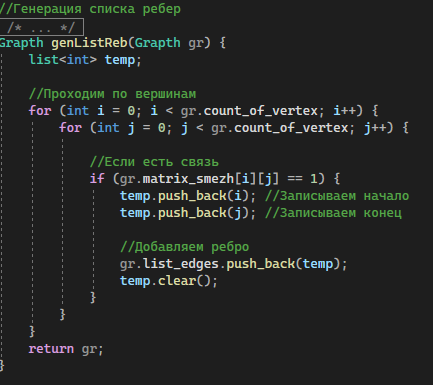 //Генерация списка ребер
/* ... */
Grapth genListReb(Grapth gr) {
    list<int> temp;

    //Проходим по вершинам
    for (int i = 0; i < gr.count_of_vertex; i++) {
        for (int j = 0; j < gr.count_of_vertex; j++) {

            //Если есть связь
            if (gr.matrix_smezh[i][j] == 1) {
                temp.push_back(i); //Записываем начало
                temp.push_back(j); //Записываем конец

                //Добавляем ребро
                gr.list_edges.push_back(temp);
                temp.clear();
            }
        }
    }
    return gr;
}